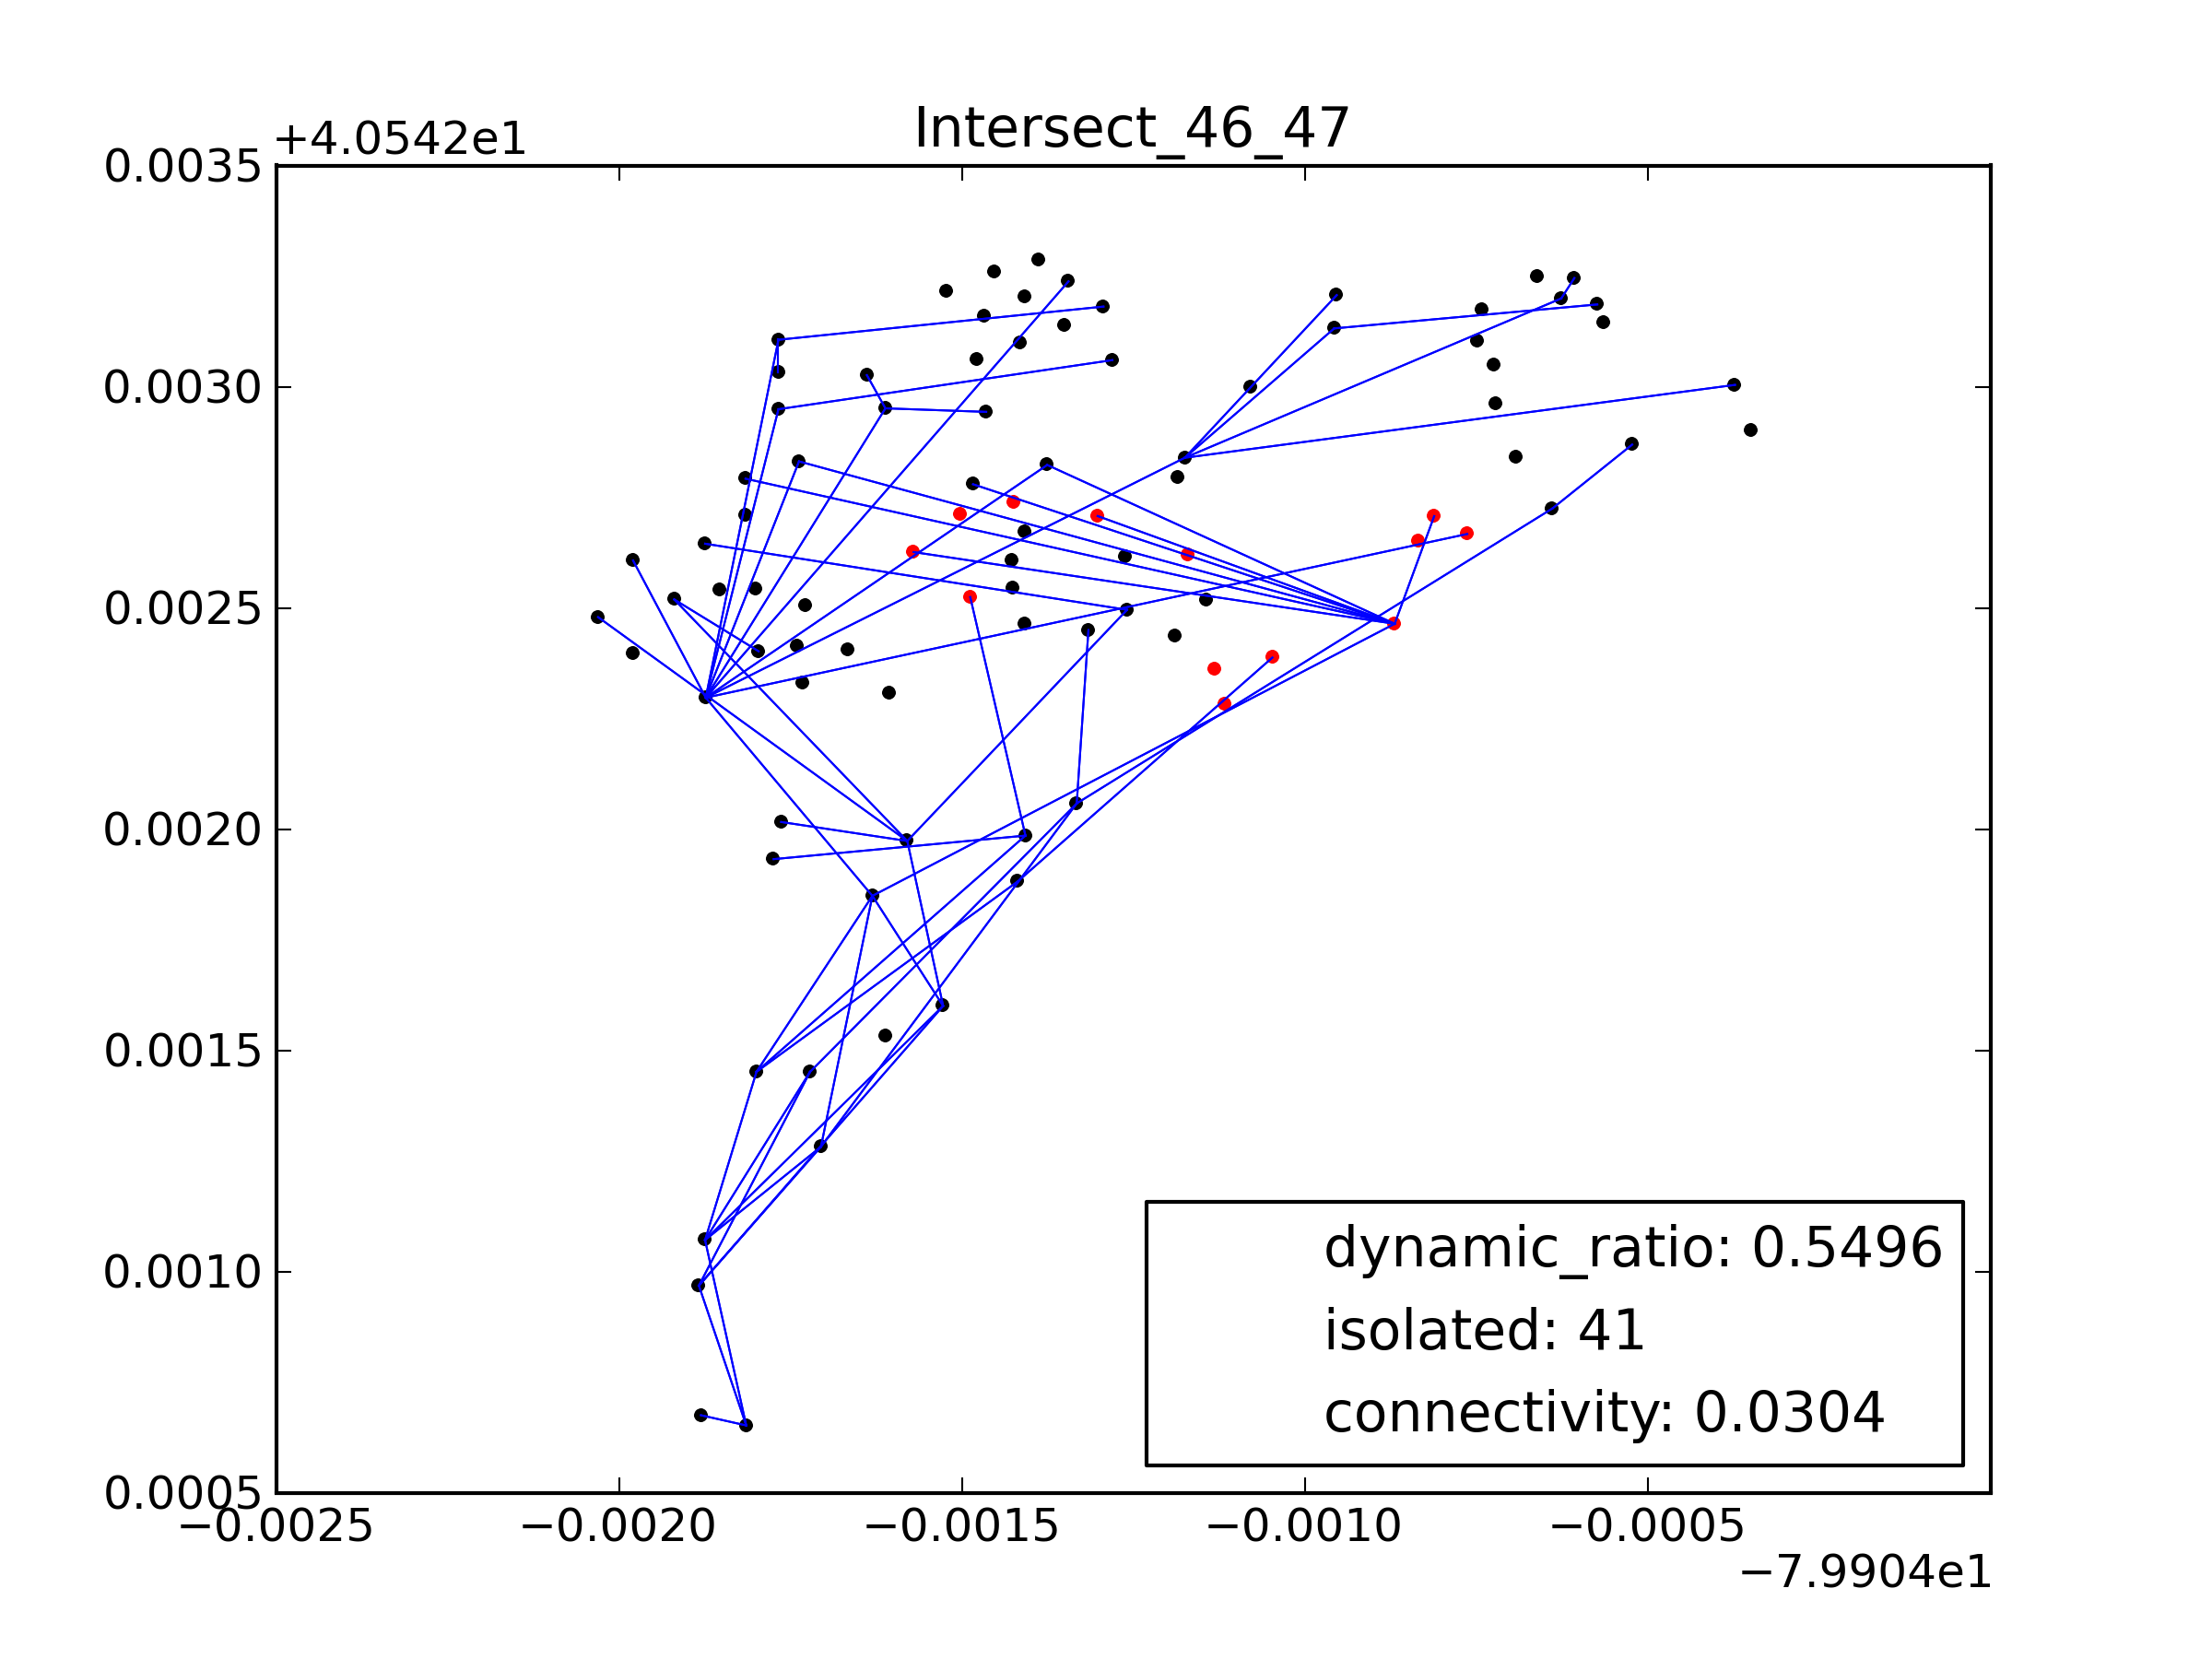 Intersect_46_47
+4.0542e1
0.0035
0.0030
0.0025
0.0020
0.0015
0.0010
0.0005
dynamic_ratio: 0.5496
isolated: 41
connectivity: 0.0304
−0.0025 −0.0020 −0.0015 −0.0010 −0.0005
−7.9904e1